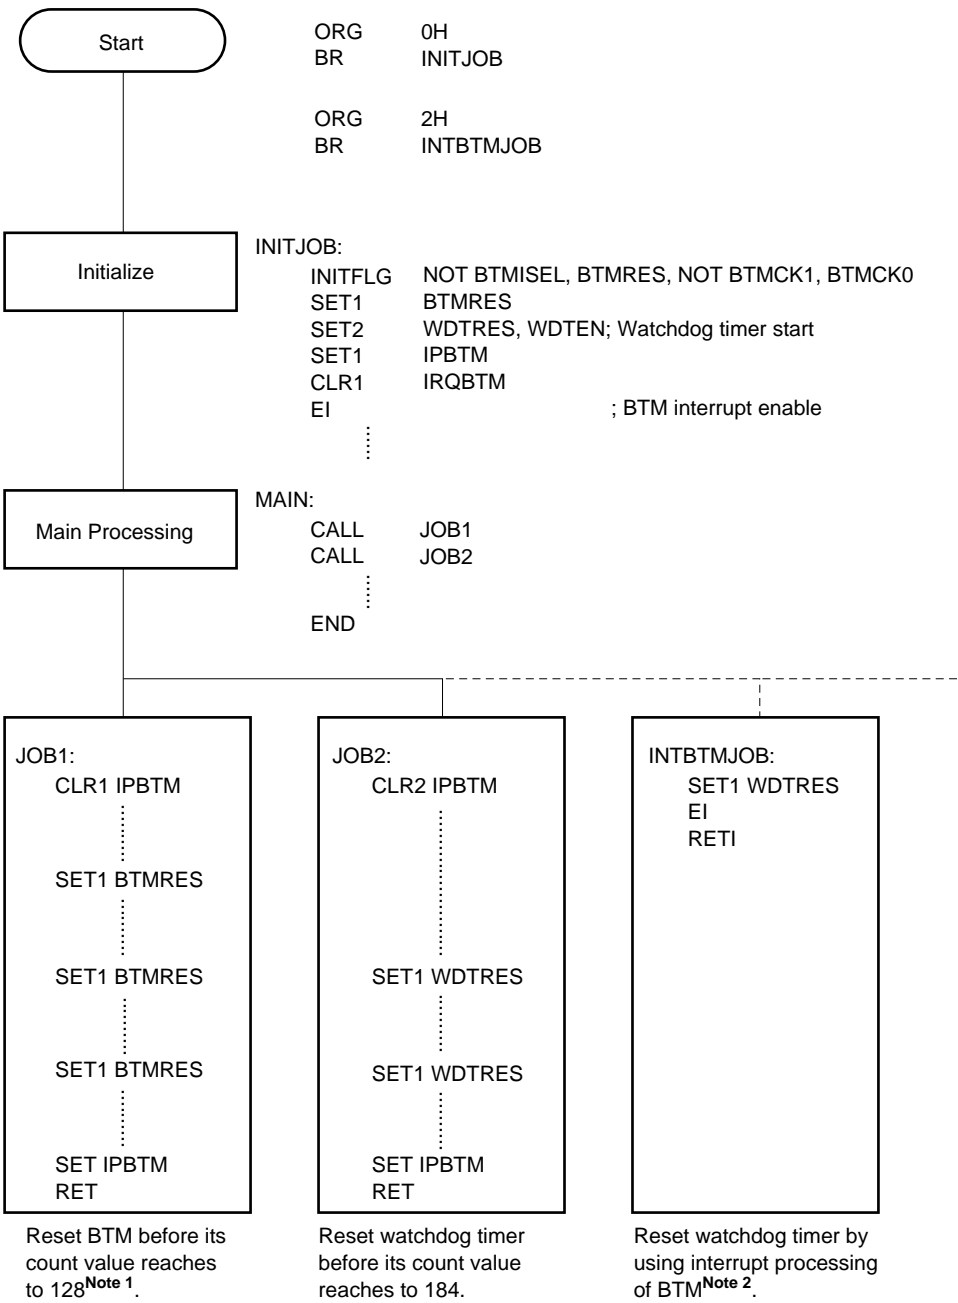 Start
ORG 0H
BR INITJOB
ORG 2H
BR INTBTMJOB
Initialize
INITJOB:
INITFLG NOT BTMISEL, BTMRES, NOT BTMCK1, BTMCK0
SET1 BTMRES
SET2 WDTRES, WDTEN; Watchdog timer start
SET1 IPBTM
CLR1 IRQBTM
EI ; BTM interrupt enable
Main Processing
MAIN:
CALL JOB1
CALL JOB2
END
JOB1:
CLR1 IPBTM
SET1 BTMRES
SET1 BTMRES
SET1 BTMRES
SET IPBTM
RET
Reset BTM before its
count value reaches
to 128Note 1.
JOB2:
CLR2 IPBTM
SET1 WDTRES
SET1 WDTRES
SET IPBTM
RET
Reset watchdog timer
before its count value
reaches to 184.
INTBTMJOB:
SET1 WDTRES
EI
RETI
Reset watchdog timer by
using interrupt processing
of BTMNote 2.